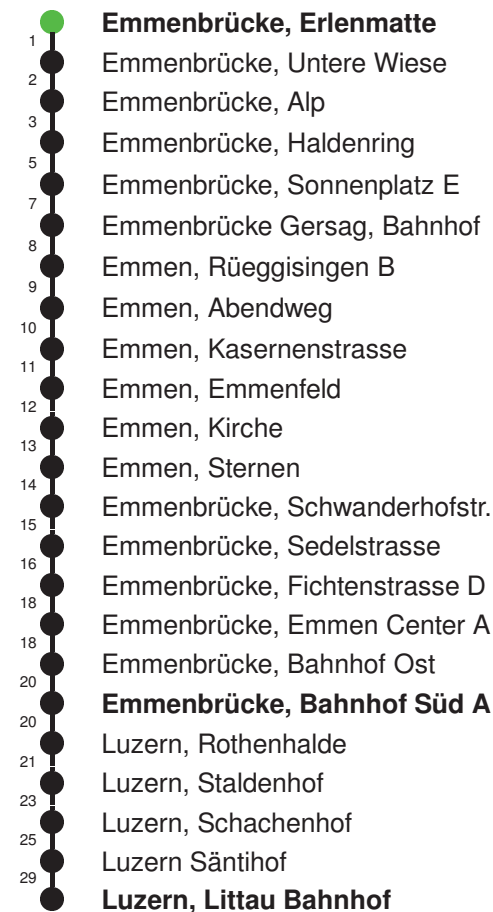 Emmenbrücke, Erlenmatte
1
Emmenbrücke, Untere Wiese
2
Emmenbrücke, Alp
3
Emmenbrücke, Haldenring
5
Emmenbrücke, Sonnenplatz E
7
Emmenbrücke Gersag, Bahnhof
8
Emmen, Rüeggisingen B
9
Emmen, Abendweg
10
Emmen, Kasernenstrasse
11
Emmen, Emmenfeld
12
Emmen, Kirche
13
Emmen, Sternen
14
Emmenbrücke, Schwanderhofstr.
15
Emmenbrücke, Sedelstrasse
16
Emmenbrücke, Fichtenstrasse D
18
Emmenbrücke, Emmen Center A
18
Emmenbrücke, Bahnhof Ost
20
Emmenbrücke, Bahnhof Süd A
20
Luzern, Rothenhalde
21
Luzern, Staldenhof
23
Luzern, Schachenhof
25
Luzern Säntihof
29
Luzern, Littau Bahnhof